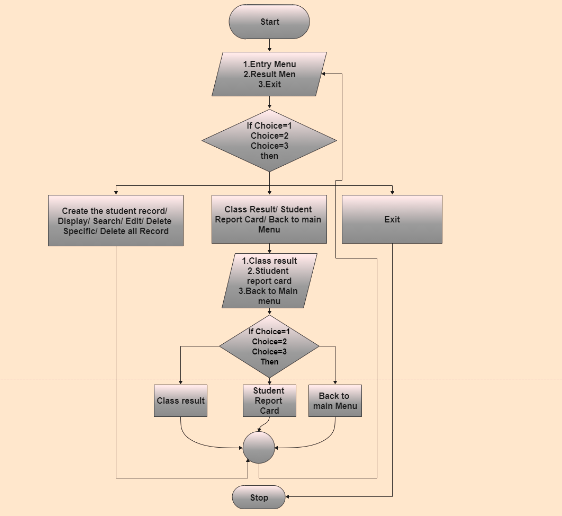 Start
1.Entry Menu
2.Result Men
3.Exit
If Choice=1
Choice=2
Choice=3
then
Create the student record/
Display/ Search/ Edit/ Delete
Specific/ Delete all Record
Class Result/ Student
Report Card/ Back to main
Menu
Exit
1.Class result
2.Stiudent
report card
3.Back to Main
menu
If Choice=1
Choice=2
Choice=3
Then
Class result
Student
Report
Card
Back to
main Menu
Stop